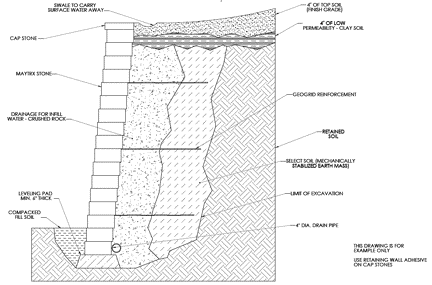 SWALE TO CARRY
SURFACE WATER AWAY
4" OF TOP SOIL
(FINISH GRADE)
CAP STONE
4" OF LOW
PERMEABILITY - CLAY SOIL
MAYTRX STONE
GEOGRID REINFORCEMENT
DRAINAGE FOR INFILL
WATER - CRUSHED ROCK
RETAINED
SOIL
SELECT SOIL (MECHANICALLY
STABILIZED EARTH MASS)
LEVELING PAD
MIN. 6" THICK
LIMIT OF EXCAVATION
COMPACED
FILL SOIL
4" DIA. DRAIN PIPE
THIS DRAWING IS FOR
EXAMPLE ONLY
USE RETAINING WALL ADHESIVE
ON CAP STONES